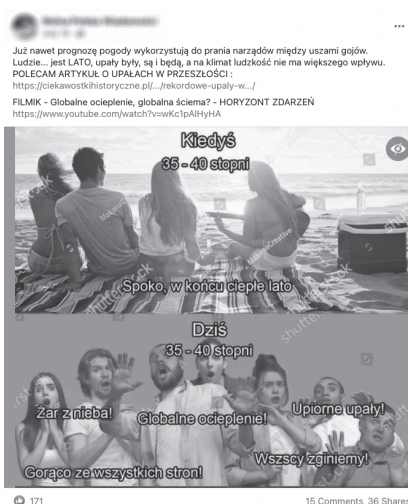 Już nawet prognozę pogody wykorzystują do prania narządów między uszami gojów.
Ludzie... jest LATO, upały były, są i będą, a na klimat ludzkość nie ma większego wpływu.
POLECAM ARTYKUŁ O UPAŁACH W PRZESZŁOŚCI :
https://ciekawostkihistoryczne.pl/.../rekordowe-upaly-w.../
FILMIK - Globalne ocieplenie, globalna ściema? - HORYZONT ZDARZEŃ
https://www.youtube.com/watch?v=wKc1pAlHyHA
Kiedyś
35 - 40 stopni
MakoyaCreative
shutterstock
Spoko, w końcu ciepłe lato
Dziś
35 - 40 stopni
Żar z nieba!
Globalne ocieplenie!
Upiorne upały!
Wszscy zginiemy!
Gorąco ze wszystkich stron!
171
15 Comments 36 Shares